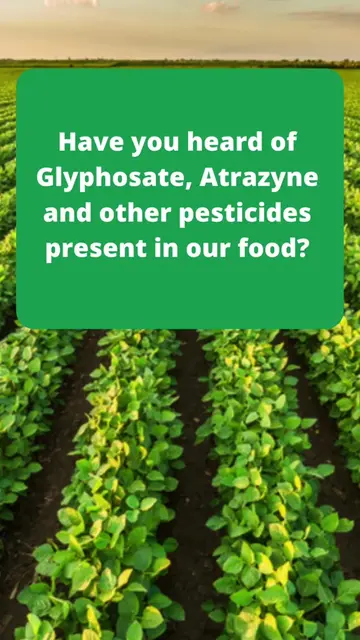 Have you heard of
Glyphosate, Atrazyne
and other pesticides
present in our food?